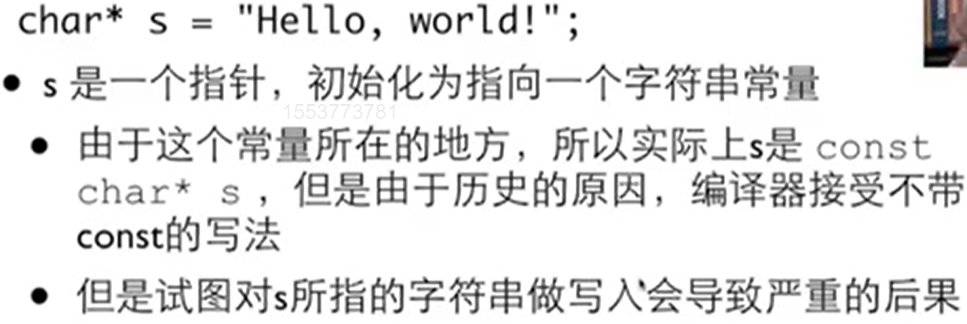 char* s = "Hello, world!";
• s 是一个指针，初始化为指向一个字符串常量
1553773781
• 由于这个常量所在的地方，所以实际上s是 const
char* s ，但是由于历史的原因，编译器接受不带
const的写法
• 但是试图对s所指的字符串做写入会导致严重的后果